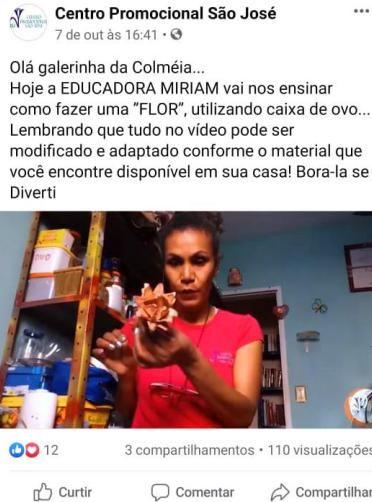 Centro Promocional São José
7 de out às 16:41 •
Olá galerinha da Colméia...
Hoje a EDUCADORA MIRIAM vai nos ensinar
como fazer uma "FLOR", utilizando caixa de ovo...
Lembrando que tudo no vídeo pode ser
modificado e adaptado conforme o material que
você encontre disponível em sua casa! Bora-la se
Diverti
12
3 compartilhamentos • 110 visualizações
Curtir
Comentar
Compartilhar